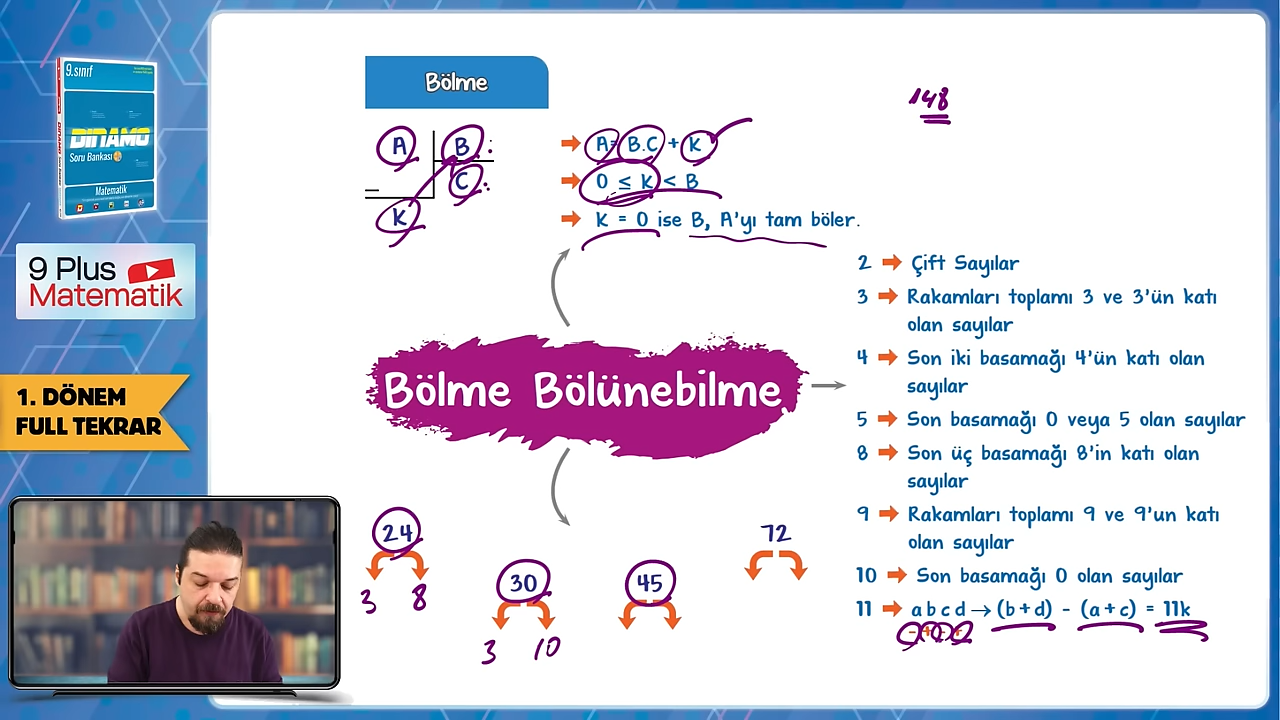 9.sınıf
DINAMO
Soru Bankası
Matematik
9 Plus
Matematik
1. DÖNEM
FULL TEKRAR
Bölme
148
A B :
C :
K
A = B.C + K
0 ≤ K < B
K = 0 ise B, A'yı tam böler.
Bölme Bölünebilme
2 → Çift Sayılar
3 → Rakamları toplamı 3 ve 3'ün katı
olan sayılar
4 → Son iki basamağı 4'ün katı olan
sayılar
5 → Son basamağı 0 veya 5 olan sayılar
8 → Son üç basamağı 8'in katı olan
sayılar
9 → Rakamları toplamı 9 ve 9'un katı
olan sayılar
10 → Son basamağı 0 olan sayılar
11 → a b c d → (b+d) - (a+c) = 11k
- + - +
24
3 8
30
3 10
45
72